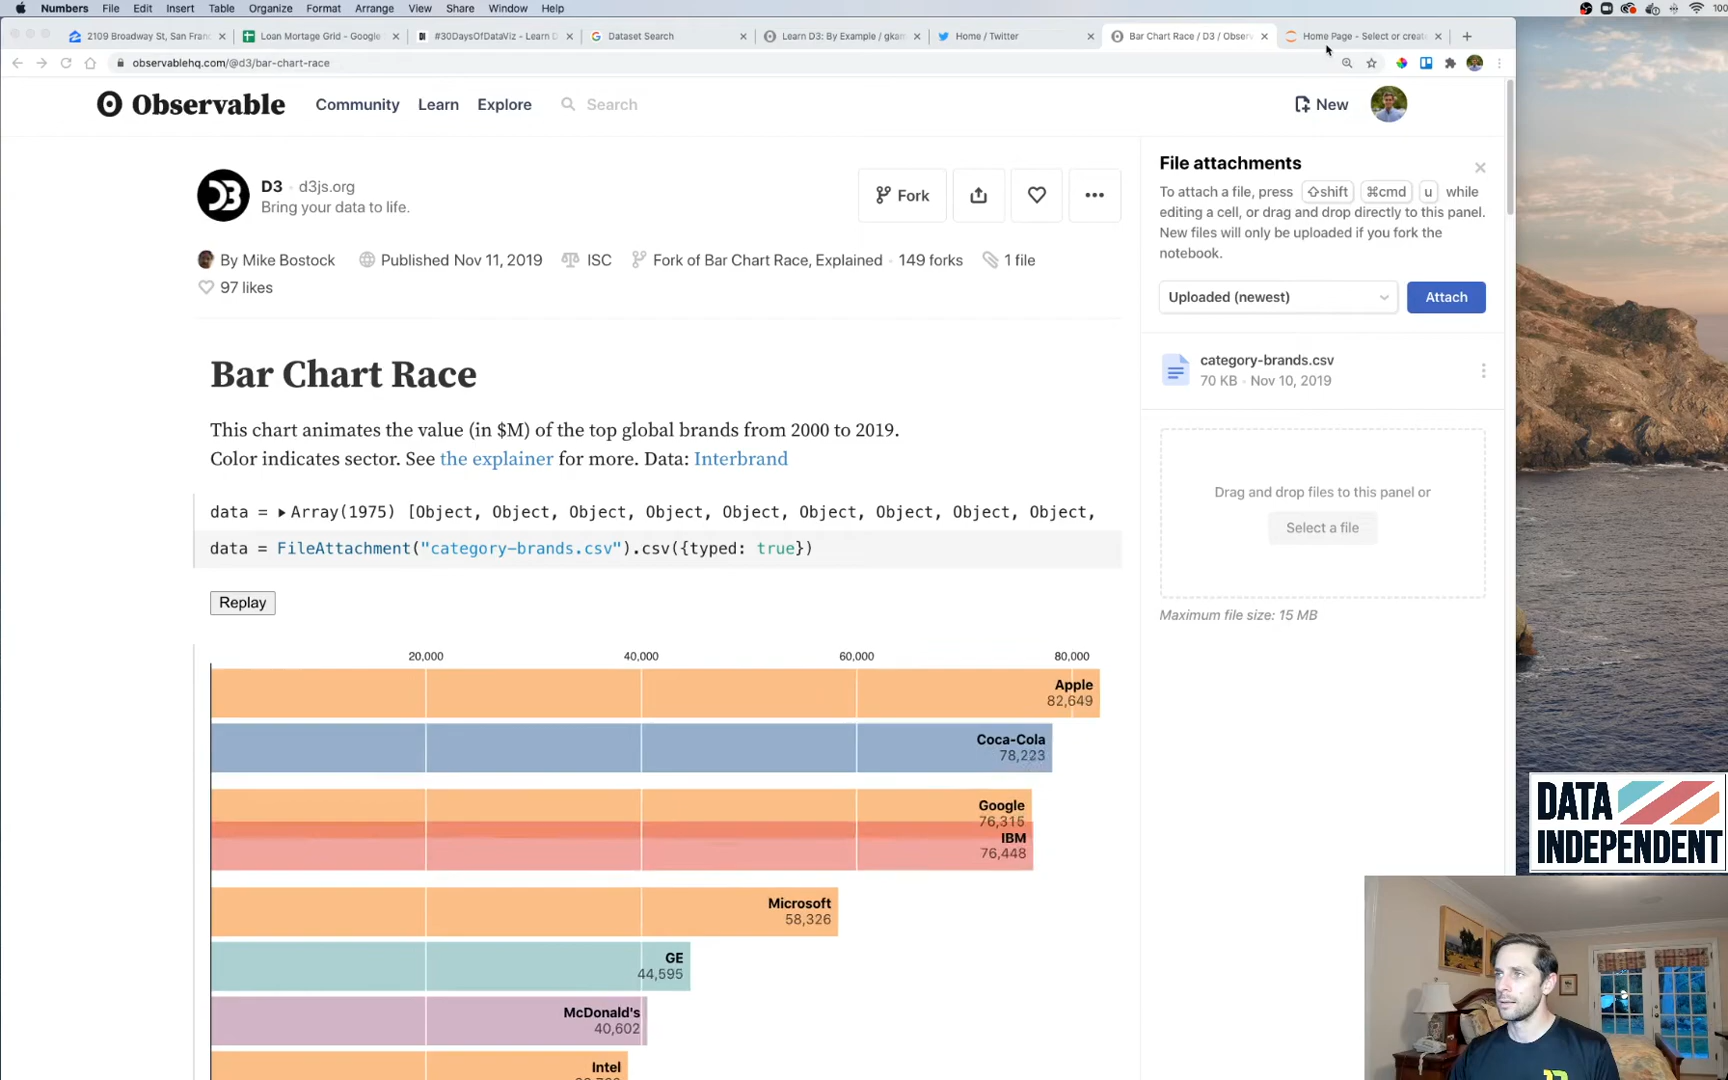 Numbers File Edit Insert Table Organize Format Arrange View Share Window Help 100
2109 Broadway St, San Franc
Loan Mortage Grid - Google
#30DaysOfDataViz - Learn D
Dataset Search
Learn D3: By Example / gkam
Home / Twitter
Bar Chart Race / D3 / Observ
Home Page - Select or create
observablehq.com/@d3/bar-chart-race
Observable Community Learn Explore Search New
D3 · d3js.org
Bring your data to life.
Fork
By Mike Bostock Published Nov 11, 2019 ISC Fork of Bar Chart Race, Explained · 149 forks 1 file
97 likes
Bar Chart Race
This chart animates the value (in $M) of the top global brands from 2000 to 2019.
Color indicates sector. See the explainer for more. Data: Interbrand
data = Array(1975) [Object, Object, Object, Object, Object, Object, Object, Object, Object,
data = FileAttachment("category-brands.csv").csv({typed: true})
Replay
20,000 40,000 60,000 80,000
Apple
82,649
Coca-Cola
78,223
Google
76,315
IBM
76,448
Microsoft
58,326
GE
44,595
McDonald's
40,602
Intel
File attachments
To attach a file, press ⇧shift ⌘cmd u while
editing a cell, or drag and drop directly to this panel.
New files will only be uploaded if you fork the
notebook.
Uploaded (newest) Attach
category-brands.csv
70 KB · Nov 10, 2019
Drag and drop files to this panel or
Select a file
Maximum file size: 15 MB
DATA
INDEPENDENT